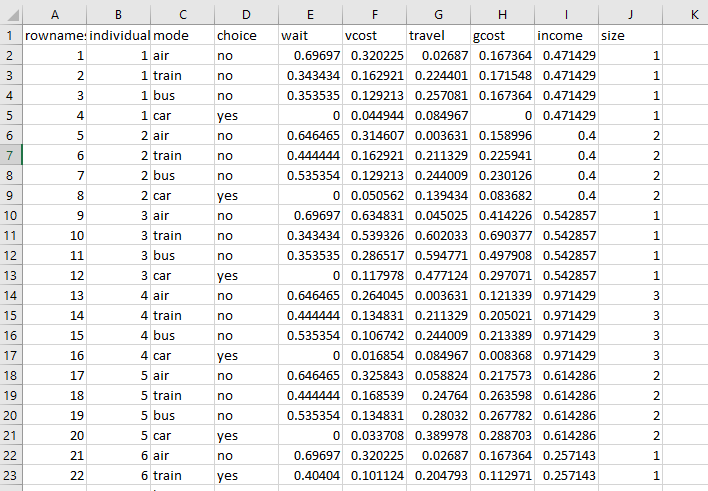 A B C D E F G H I J K
1 rownames individual mode choice wait vcost travel gcost income size
2 1 1 air no 0.69697 0.320225 0.02687 0.167364 0.471429 1
3 2 1 train no 0.343434 0.162921 0.224401 0.171548 0.471429 1
4 3 1 bus no 0.353535 0.129213 0.257081 0.167364 0.471429 1
5 4 1 car yes 0 0.044944 0.084967 0 0.471429 1
6 5 2 air no 0.646465 0.314607 0.003631 0.158996 0.4 2
7 6 2 train no 0.444444 0.162921 0.211329 0.225941 0.4 2
8 7 2 bus no 0.535354 0.129213 0.244009 0.230126 0.4 2
9 8 2 car yes 0 0.050562 0.139434 0.083682 0.4 2
10 9 3 air no 0.69697 0.634831 0.045025 0.414226 0.542857 1
11 10 3 train no 0.343434 0.539326 0.602033 0.690377 0.542857 1
12 11 3 bus no 0.353535 0.286517 0.594771 0.497908 0.542857 1
13 12 3 car yes 0 0.117978 0.477124 0.297071 0.542857 1
14 13 4 air no 0.646465 0.264045 0.003631 0.121339 0.971429 3
15 14 4 train no 0.444444 0.134831 0.211329 0.205021 0.971429 3
16 15 4 bus no 0.535354 0.106742 0.244009 0.213389 0.971429 3
17 16 4 car yes 0 0.016854 0.084967 0.008368 0.971429 3
18 17 5 air no 0.646465 0.325843 0.058824 0.217573 0.614286 2
19 18 5 train no 0.444444 0.168539 0.24764 0.263598 0.614286 2
20 19 5 bus no 0.535354 0.134831 0.28032 0.267782 0.614286 2
21 20 5 car yes 0 0.033708 0.389978 0.288703 0.614286 2
22 21 6 air no 0.69697 0.320225 0.02687 0.167364 0.257143 1
23 22 6 train yes 0.40404 0.101124 0.204793 0.112971 0.257143 1